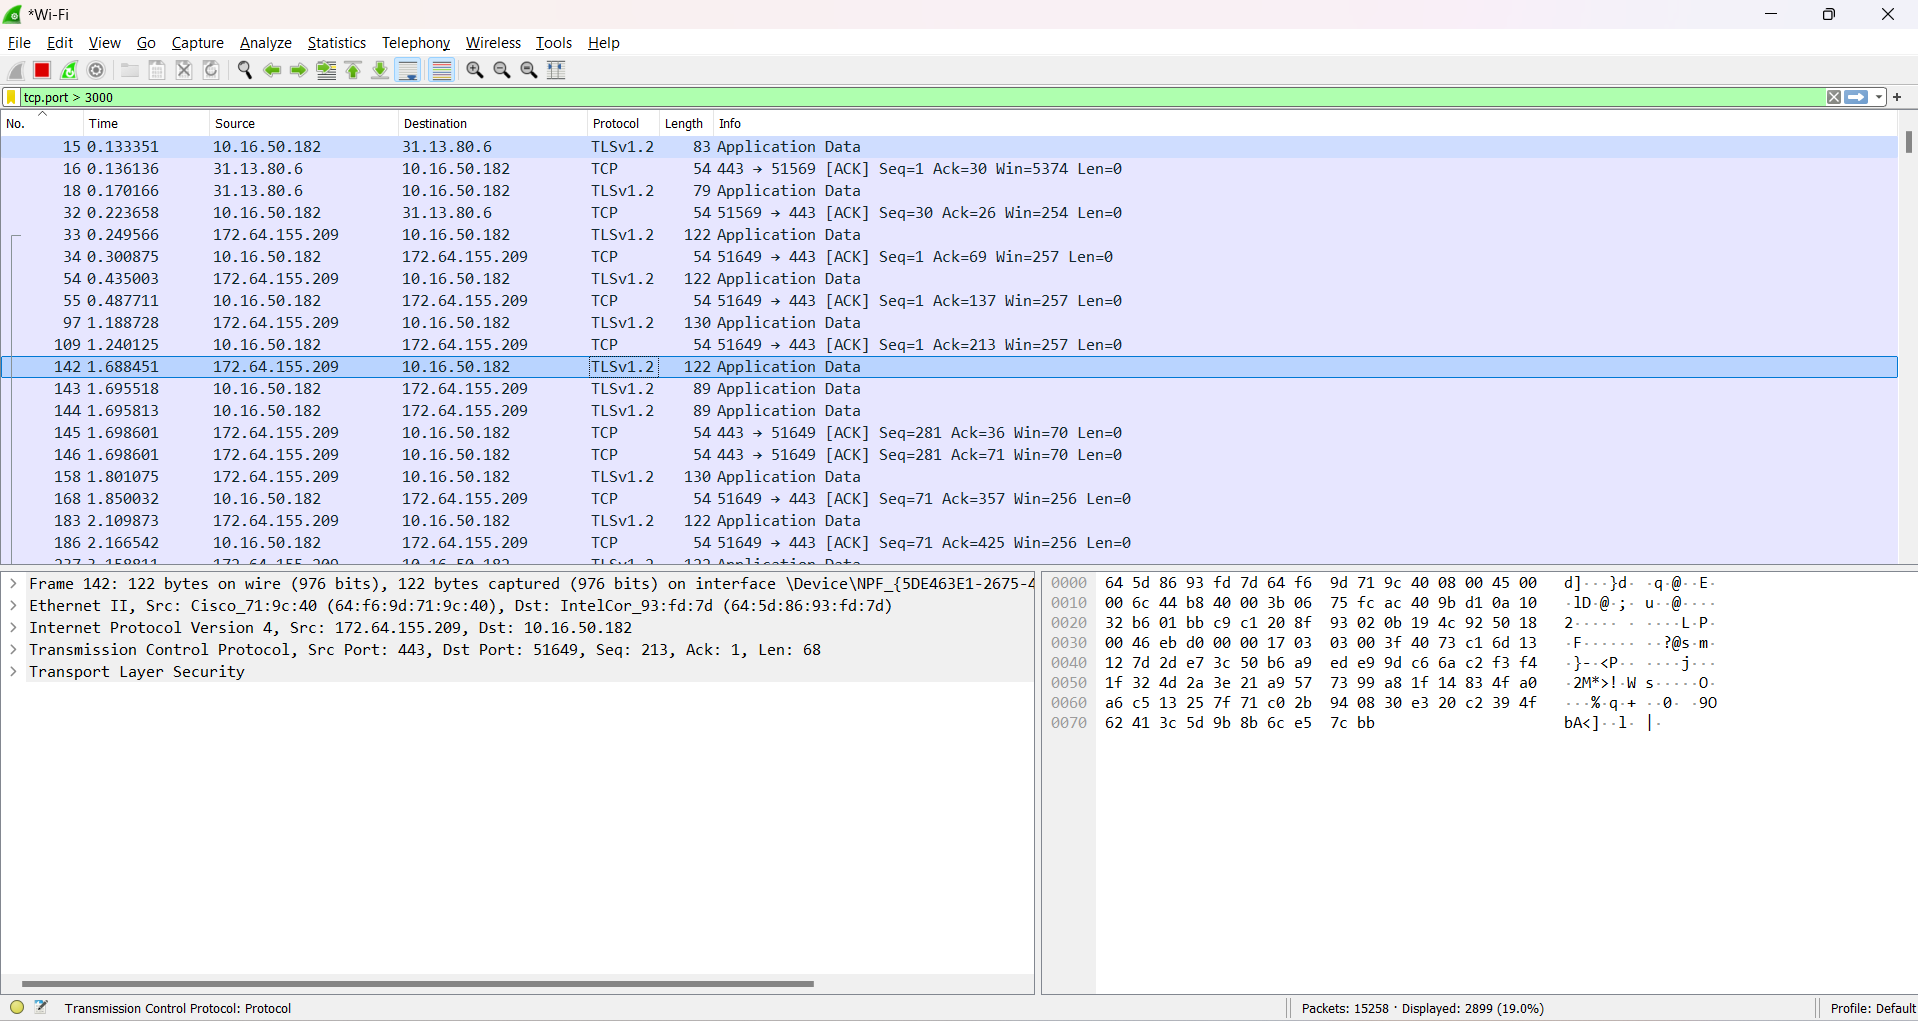 *Wi-Fi
File Edit View Go Capture Analyze Statistics Telephony Wireless Tools Help
tcp.port > 3000
No. Time Source Destination Protocol Length Info
15 0.133351 10.16.50.182 31.13.80.6 TLSv1.2 83 Application Data
16 0.136136 31.13.80.6 10.16.50.182 TCP 54 443 → 51569 [ACK] Seq=1 Ack=30 Win=5374 Len=0
18 0.170166 31.13.80.6 10.16.50.182 TLSv1.2 79 Application Data
32 0.223658 10.16.50.182 31.13.80.6 TCP 54 51569 → 443 [ACK] Seq=30 Ack=26 Win=254 Len=0
33 0.249566 172.64.155.209 10.16.50.182 TLSv1.2 122 Application Data
34 0.300875 10.16.50.182 172.64.155.209 TCP 54 51649 → 443 [ACK] Seq=1 Ack=69 Win=257 Len=0
54 0.435003 172.64.155.209 10.16.50.182 TLSv1.2 122 Application Data
55 0.487711 10.16.50.182 172.64.155.209 TCP 54 51649 → 443 [ACK] Seq=1 Ack=137 Win=257 Len=0
97 1.188728 172.64.155.209 10.16.50.182 TLSv1.2 130 Application Data
109 1.240125 10.16.50.182 172.64.155.209 TCP 54 51649 → 443 [ACK] Seq=1 Ack=213 Win=257 Len=0
142 1.688451 172.64.155.209 10.16.50.182 TLSv1.2 122 Application Data
143 1.695518 10.16.50.182 172.64.155.209 TLSv1.2 89 Application Data
144 1.695813 10.16.50.182 172.64.155.209 TLSv1.2 89 Application Data
145 1.698601 172.64.155.209 10.16.50.182 TCP 54 443 → 51649 [ACK] Seq=281 Ack=36 Win=70 Len=0
146 1.698601 172.64.155.209 10.16.50.182 TCP 54 443 → 51649 [ACK] Seq=281 Ack=71 Win=70 Len=0
158 1.801075 172.64.155.209 10.16.50.182 TLSv1.2 130 Application Data
168 1.850032 10.16.50.182 172.64.155.209 TCP 54 51649 → 443 [ACK] Seq=71 Ack=357 Win=256 Len=0
183 2.109873 172.64.155.209 10.16.50.182 TLSv1.2 122 Application Data
186 2.166542 10.16.50.182 172.64.155.209 TCP 54 51649 → 443 [ACK] Seq=71 Ack=425 Win=256 Len=0
Frame 142: 122 bytes on wire (976 bits), 122 bytes captured (976 bits) on interface \Device\NPF_{5DE463E1-2675-4
Ethernet II, Src: Cisco_71:9c:40 (64:f6:9d:71:9c:40), Dst: IntelCor_93:fd:7d (64:5d:86:93:fd:7d)
Internet Protocol Version 4, Src: 172.64.155.209, Dst: 10.16.50.182
Transmission Control Protocol, Src Port: 443, Dst Port: 51649, Seq: 213, Ack: 1, Len: 68
Transport Layer Security
0000 64 5d 86 93 fd 7d 64 f6 9d 71 9c 40 08 00 45 00 d]···}d· ·q·@··E·
0010 00 6c 44 b8 40 00 3b 06 75 fc ac 40 9b d1 0a 10 ·lD·@·;· u··@····
0020 32 b6 01 bb c9 c1 20 8f 93 02 0b 19 4c 92 50 18 2····· · ····L·P·
0030 00 46 eb d0 00 00 17 03 03 00 3f 40 73 c1 6d 13 ·F······ ··?@s·m·
0040 12 7d 2d e7 3c 50 b6 a9 ed e9 9d c6 6a c2 f3 f4 ·}-·<P·· ····j···
0050 1f 32 4d 2a 3e 21 a9 57 73 99 a8 1f 14 83 4f a0 ·2M*>!·W s·····O·
0060 a6 c5 13 25 7f 71 c0 2b 94 08 30 e3 20 c2 39 4f ···%·q·+ ··0· ·9O
0070 62 41 3c 5d 9b 8b 6c e5 7c bb bA<]··l· |·
Transmission Control Protocol: Protocol
Packets: 15258 · Displayed: 2899 (19.0%)
Profile: Default